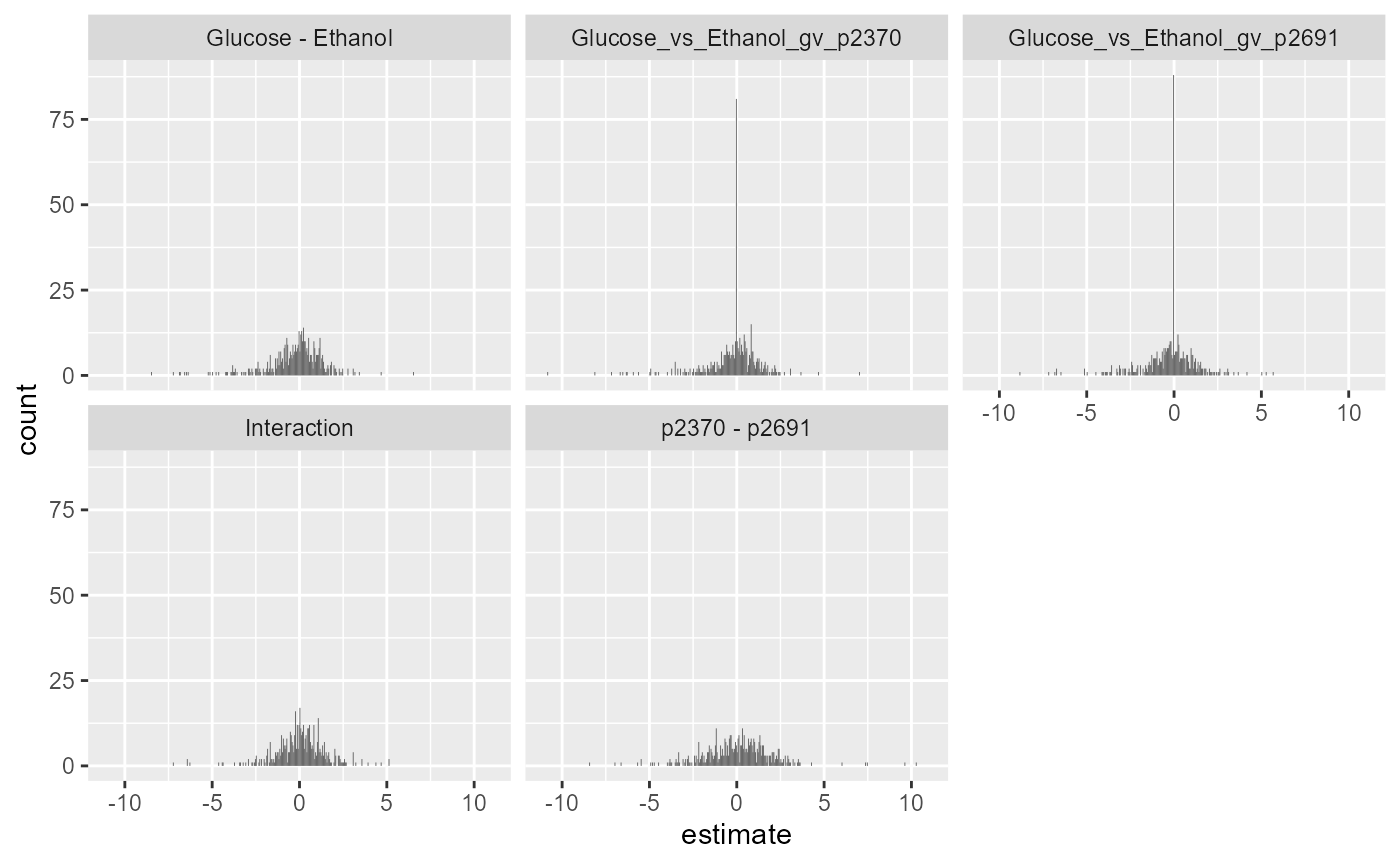 Glucose - Ethanol
Glucose_vs_Ethanol_gv_p2370
Glucose_vs_Ethanol_gv_p2691
75
50
25
0
-10 -5 0 5 10
Interaction
p2370 - p2691
75
50
25
0
-10 -5 0 5 10
-10 -5 0 5 10
count
estimate